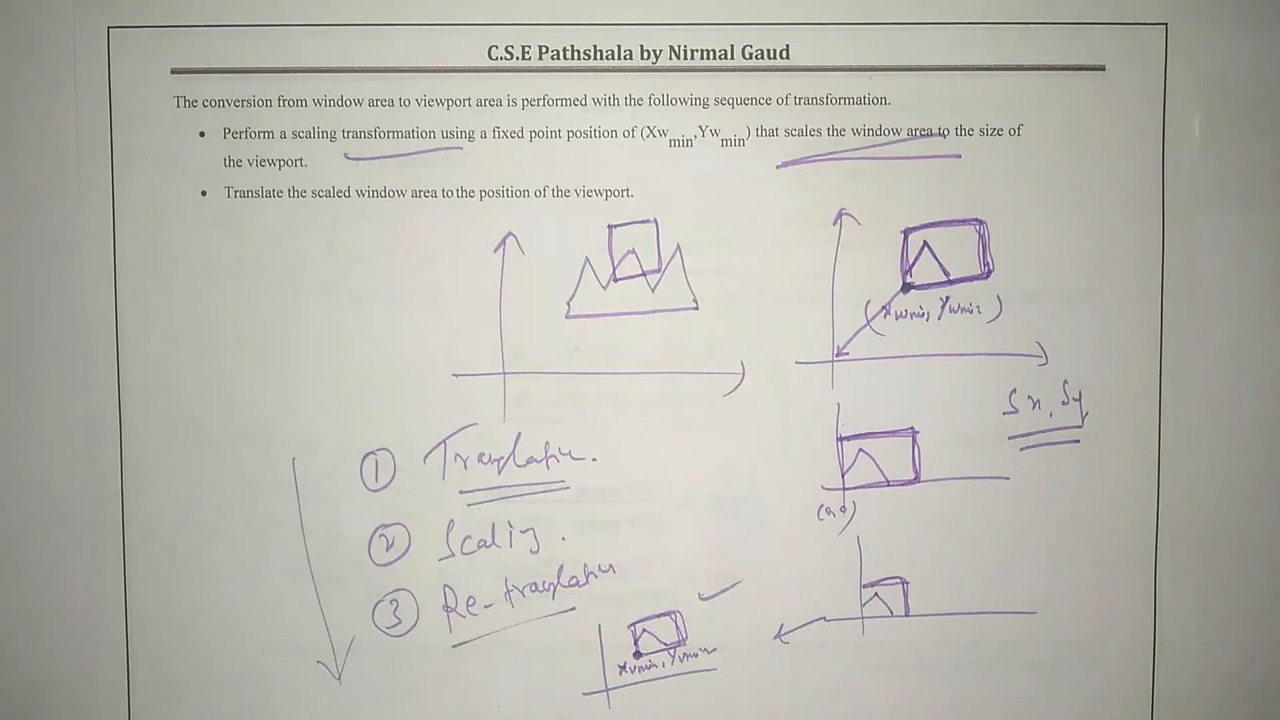 C.S.E Pathshala by Nirmal Gaud
The conversion from window area to viewport area is performed with the following sequence of transformation.
• Perform a scaling transformation using a fixed point position of (Xwmin,Ywmin) that scales the window area to the size of
the viewport.
• Translate the scaled window area to the position of the viewport.
(Xwmin, Ywmin)
Sx, Sy
① Translation.
② Scaling.
③ Re-translation
Xvmin, Yvmin